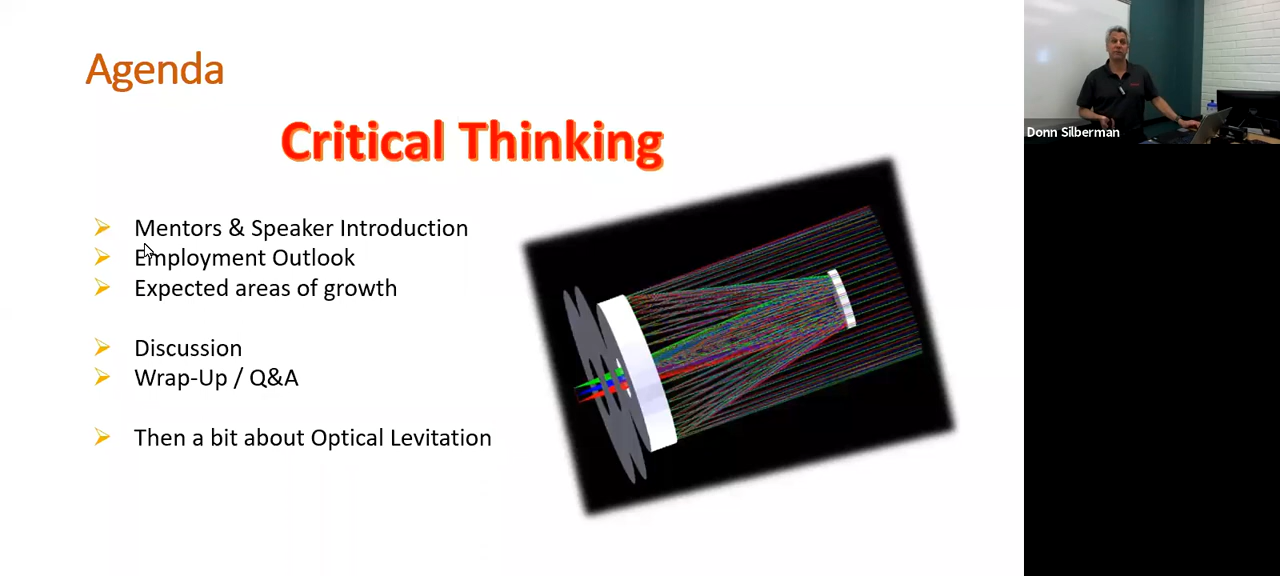 Agenda
Critical Thinking
Mentors & Speaker Introduction
Employment Outlook
Expected areas of growth
Discussion
Wrap-Up / Q&A
Then a bit about Optical Levitation
Donn Silberman